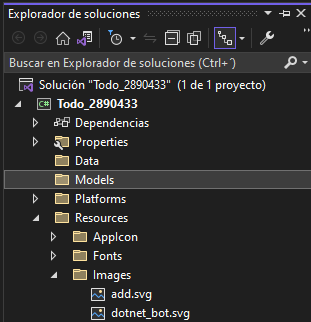 Explorador de soluciones
Buscar en Explorador de soluciones (Ctrl+´)
Solución "Todo_2890433" (1 de 1 proyecto)
C# Todo_2890433
Dependencias
Properties
Data
Models
Platforms
Resources
AppIcon
Fonts
Images
add.svg
dotnet_bot.svg